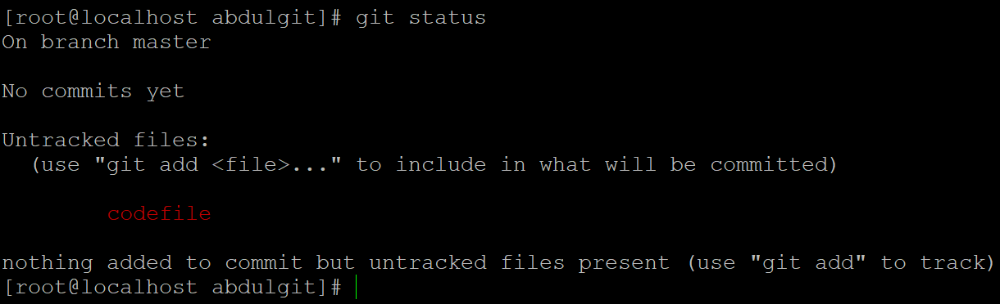 [root@localhost abdulgit]# git status
On branch master
No commits yet
Untracked files:
  (use "git add <file>..." to include in what will be committed)
        codefile
nothing added to commit but untracked files present (use "git add" to track)
[root@localhost abdulgit]#